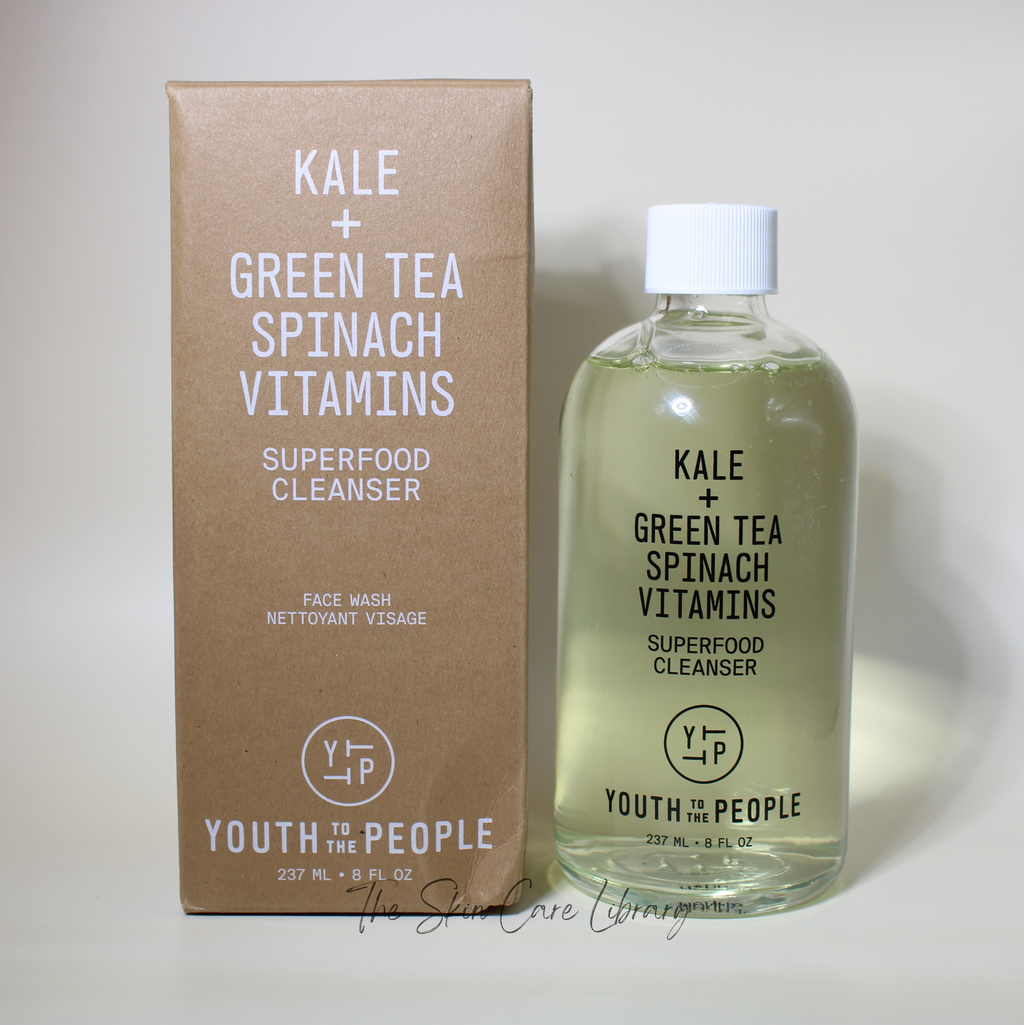 KALE
+
GREEN TEA
SPINACH
VITAMINS
SUPERFOOD
CLEANSER
FACE WASH
NETTOYANT VISAGE
Y T T P
YOUTH TO THE PEOPLE
237 ML • 8 FL OZ
KALE
+
GREEN TEA
SPINACH
VITAMINS
SUPERFOOD
CLEANSER
Y T T P
YOUTH TO THE PEOPLE
237 ML • 8 FL OZ
The Skin Care Library